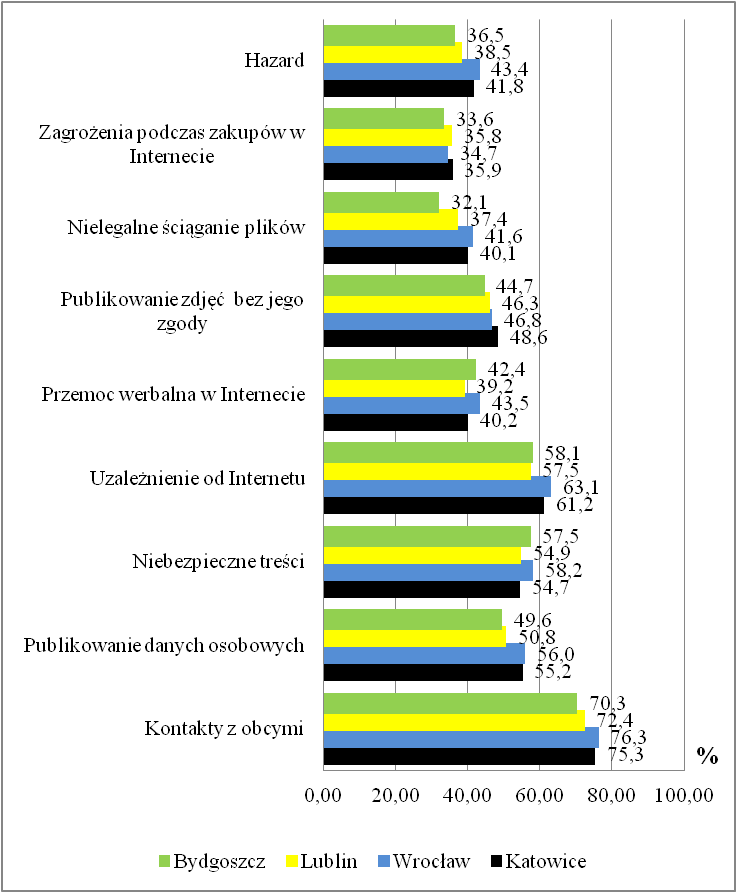 Hazard
36,5
38,5
43,4
41,8
Zagrożenia podczas zakupów w
Internecie
33,6
35,8
34,7
35,9
Nielegalne ściąganie plików
32,1
37,4
41,6
40,1
Publikowanie zdjęć bez jego
zgody
44,7
46,3
46,8
48,6
Przemoc werbalna w Internecie
42,4
39,2
43,5
40,2
Uzależnienie od Internetu
58,1
57,5
63,1
61,2
Niebezpieczne treści
57,5
54,9
58,2
54,7
Publikowanie danych osobowych
49,6
50,8
56,0
55,2
Kontakty z obcymi
70,3
72,4
76,3
75,3
%
0,00 20,00 40,00 60,00 80,00 100,00
Bydgoszcz Lublin Wrocław Katowice